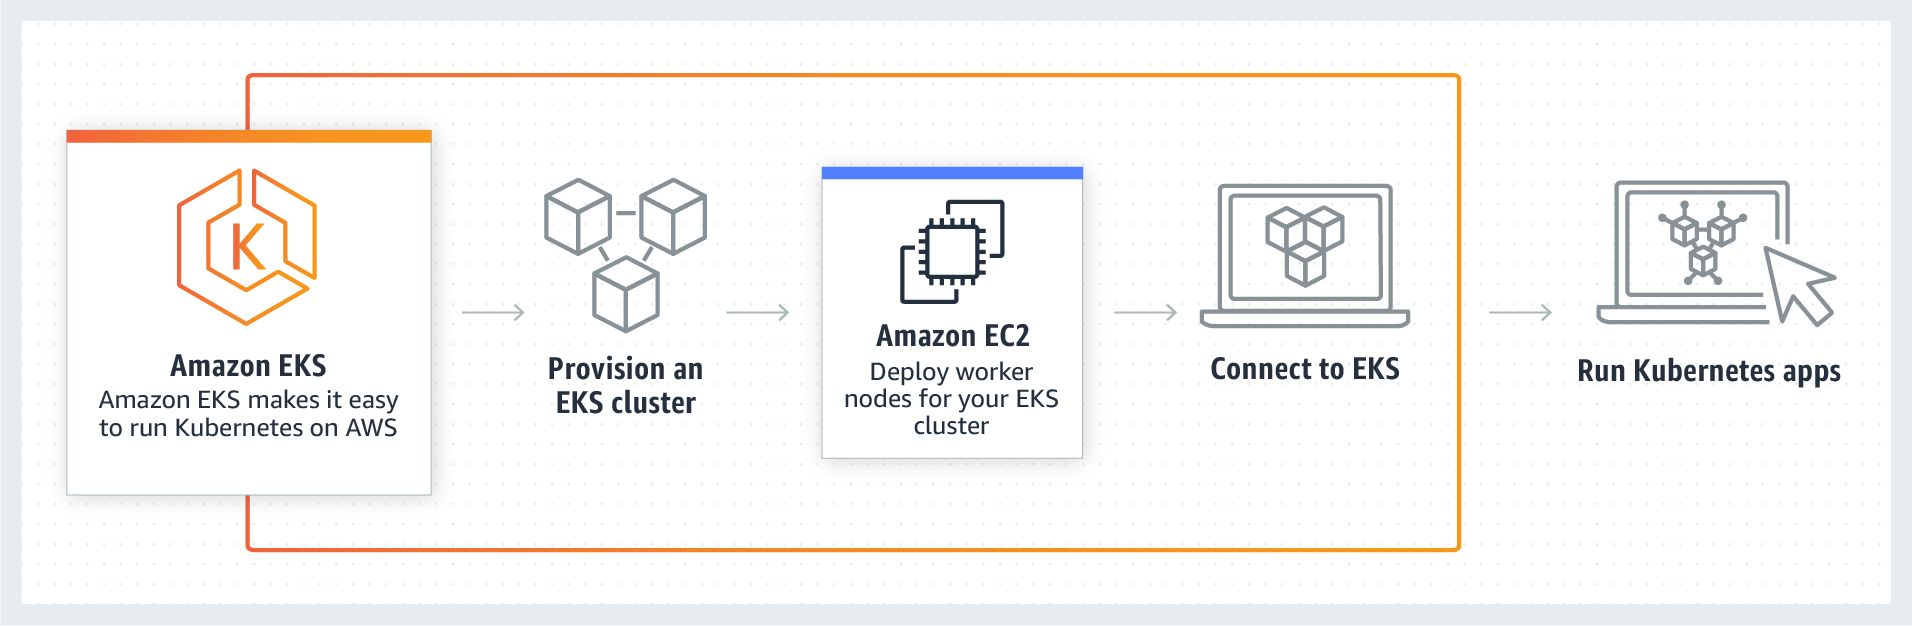 K
Amazon EKS
Amazon EKS makes it easy
to run Kubernetes on AWS
Provision an
EKS cluster
Amazon EC2
Deploy worker
nodes for your EKS
cluster
Connect to EKS
Run Kubernetes apps